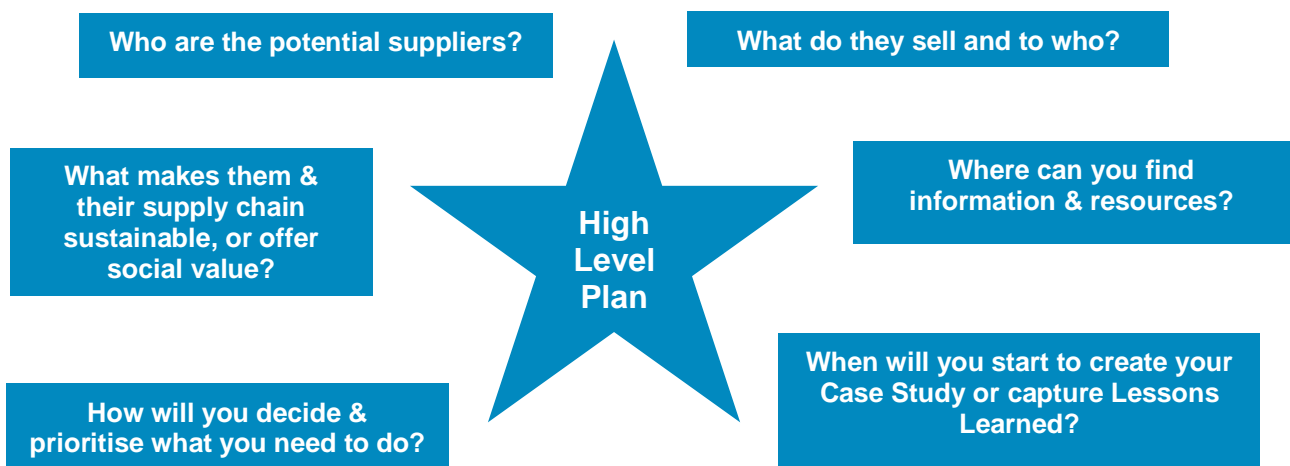 Who are the potential suppliers?
What do they sell and to who?
What makes them &
their supply chain
sustainable, or offer
social value?
High
Level
Plan
Where can you find
information & resources?
How will you decide &
prioritise what you need to do?
When will you start to create your
Case Study or capture Lessons
Learned?